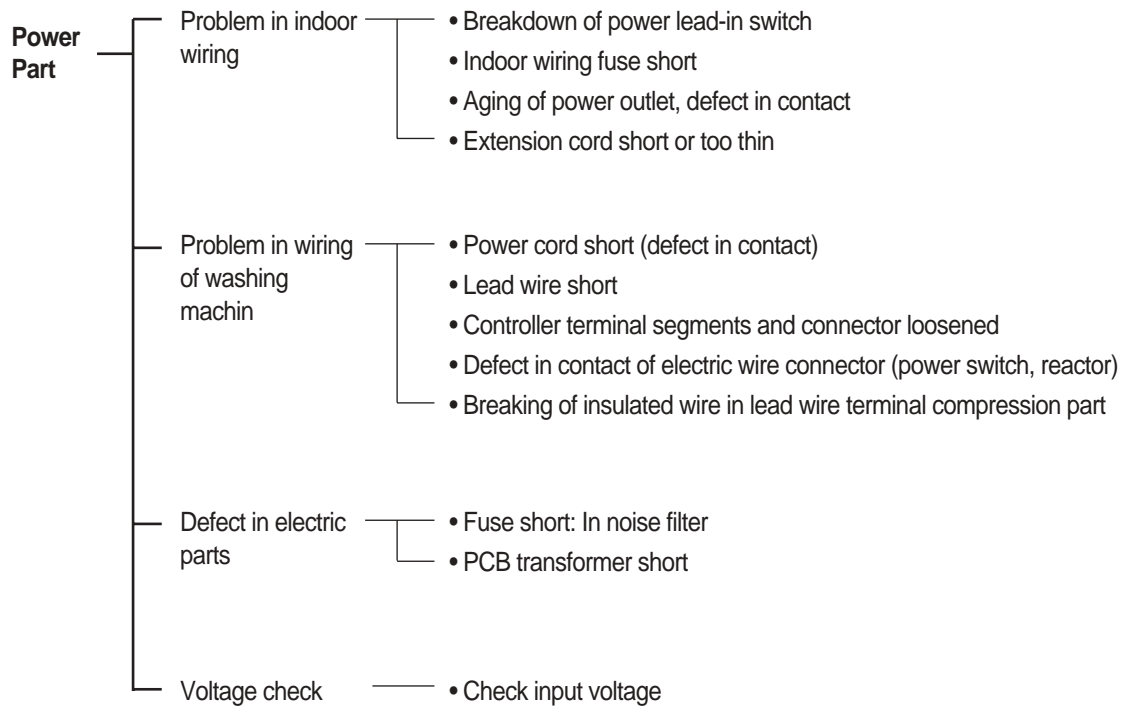 Power
Part
Problem in indoor
wiring
• Breakdown of power lead-in switch
• Indoor wiring fuse short
• Aging of power outlet, defect in contact
• Extension cord short or too thin
Problem in wiring
of washing
machin
• Power cord short (defect in contact)
• Lead wire short
• Controller terminal segments and connector loosened
• Defect in contact of electric wire connector (power switch, reactor)
• Breaking of insulated wire in lead wire terminal compression part
Defect in electric
parts
• Fuse short: In noise filter
• PCB transformer short
Voltage check
• Check input voltage